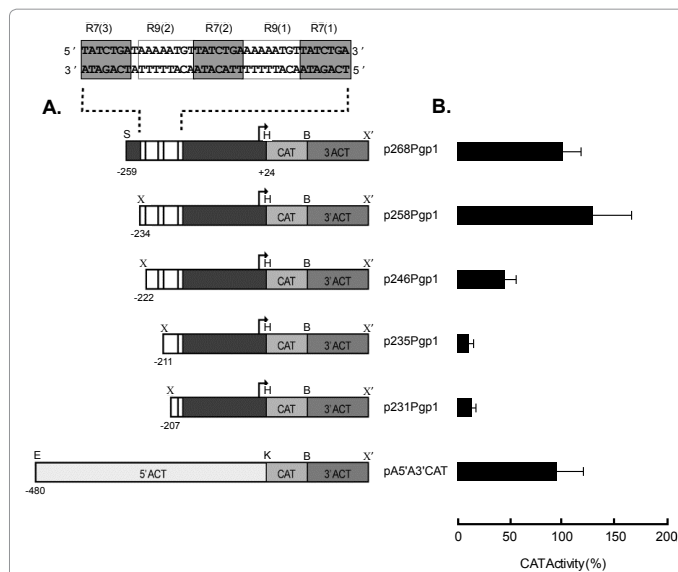 R7(3) R9(2) R7(2) R9(1) R7(1)
5 ′ TATCTGATAAAAATGTTATCTGAAAAAATGTTATCTGA 3 ′
3 ′ ATAGACTATTTTTACAATACATTTTTTTACAATAGACT 5 ′
A.
B.
S H B X'
CAT 3 ACT
-259 +24
p268Pgp1
X H B X'
CAT 3' ACT
-234
p258Pgp1
X H B X'
CAT 3' ACT
-222
p246Pgp1
X H B X'
CAT 3' ACT
-211
p235Pgp1
X H B X'
CAT 3' ACT
-207
p231Pgp1
E K B X'
5'ACT CAT 3' ACT
-480
pA5'A3'CAT
0 50 100 150 200
CATActivity(%)